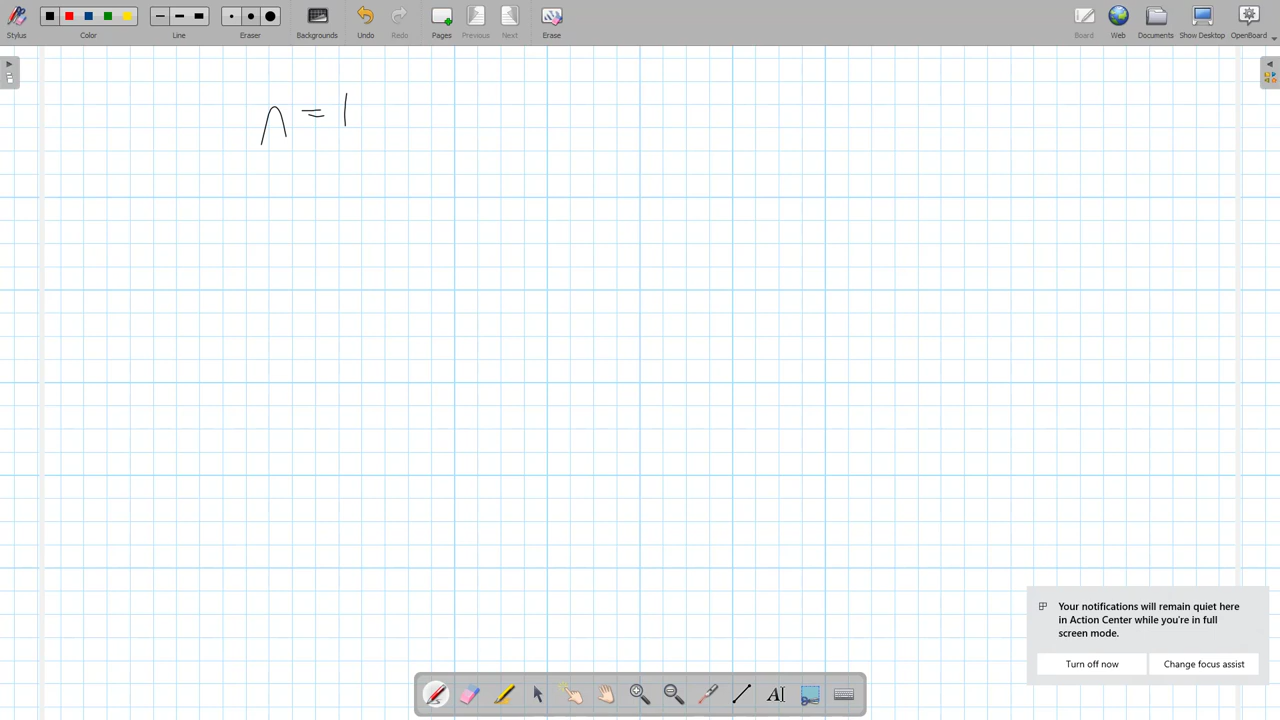 Stylus Color Line Eraser Backgrounds Undo Redo Pages Previous Next Erase Board Web Documents Show Desktop OpenBoard
n = 1
Your notifications will remain quiet here
in Action Center while you're in full
screen mode.
Turn off now Change focus assist
AI